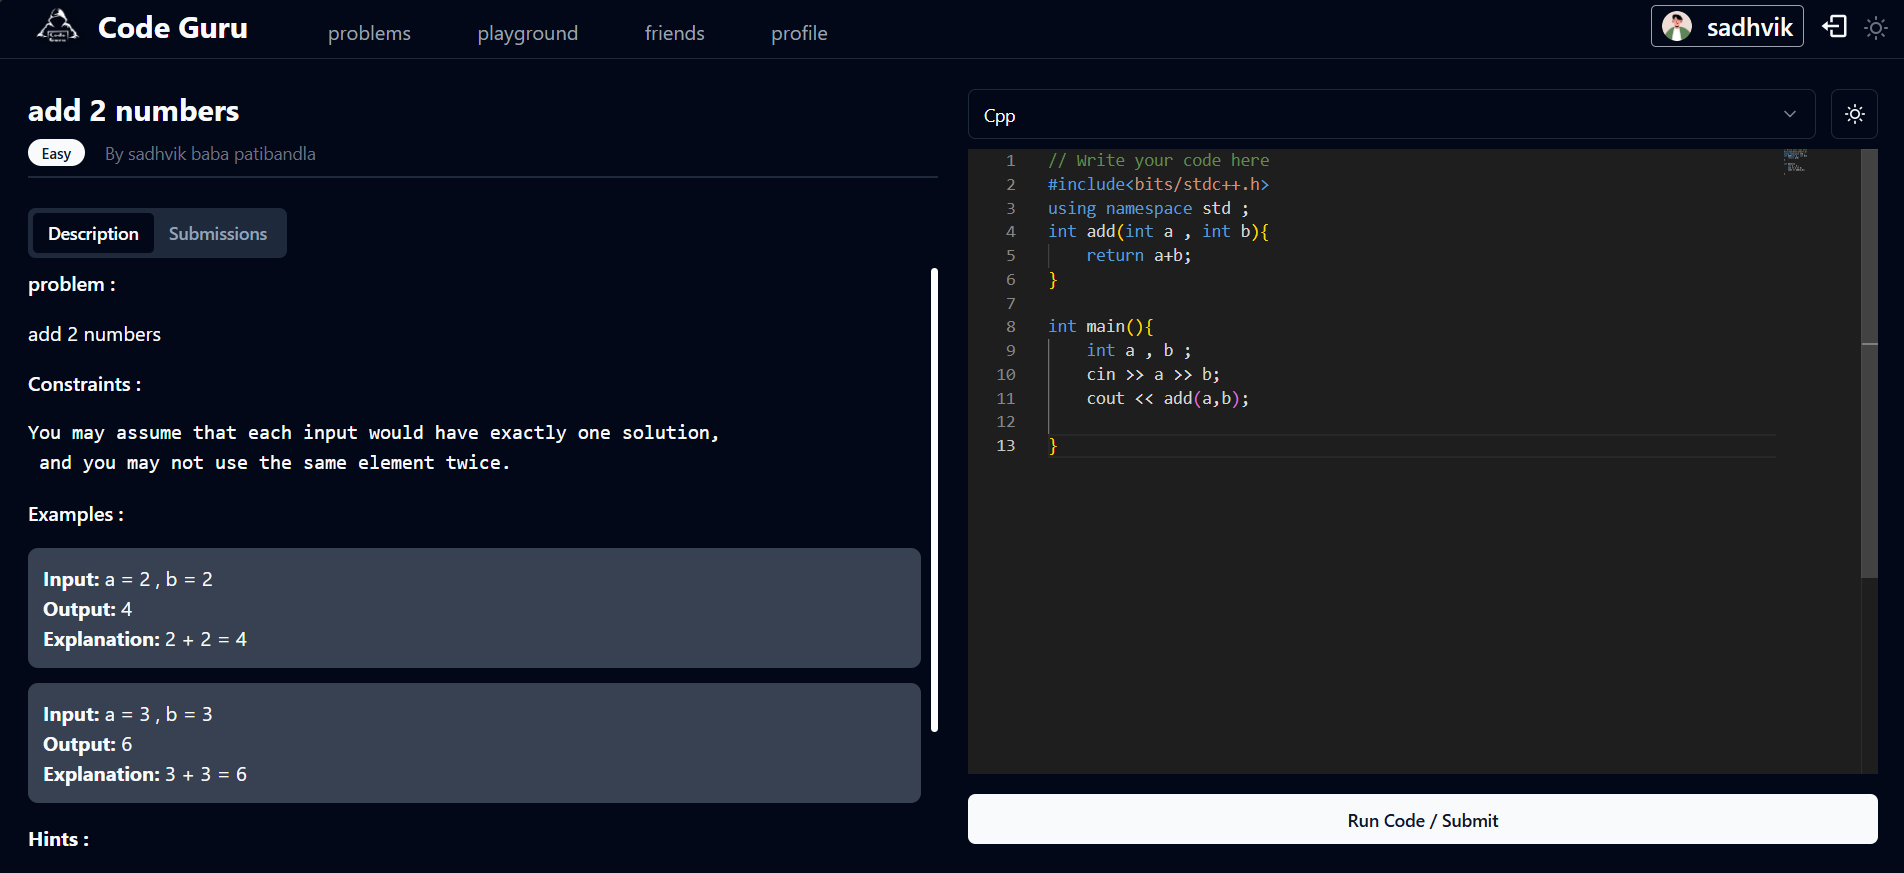 Code Guru
problems
playground
friends
profile
sadhvik
add 2 numbers
Easy
By sadhvik baba patibandla
Description
Submissions
problem :
add 2 numbers
Constraints :
You may assume that each input would have exactly one solution,
and you may not use the same element twice.
Examples :
Input: a = 2 , b = 2
Output: 4
Explanation: 2 + 2 = 4
Input: a = 3 , b = 3
Output: 6
Explanation: 3 + 3 = 6
Hints :
Cpp
1 // Write your code here
2 #include<bits/stdc++.h>
3 using namespace std ;
4 int add(int a , int b){
5     return a+b;
6 }
7
8 int main(){
9     int a , b ;
10     cin >> a >> b;
11     cout << add(a,b);
12
13 }
Run Code / Submit